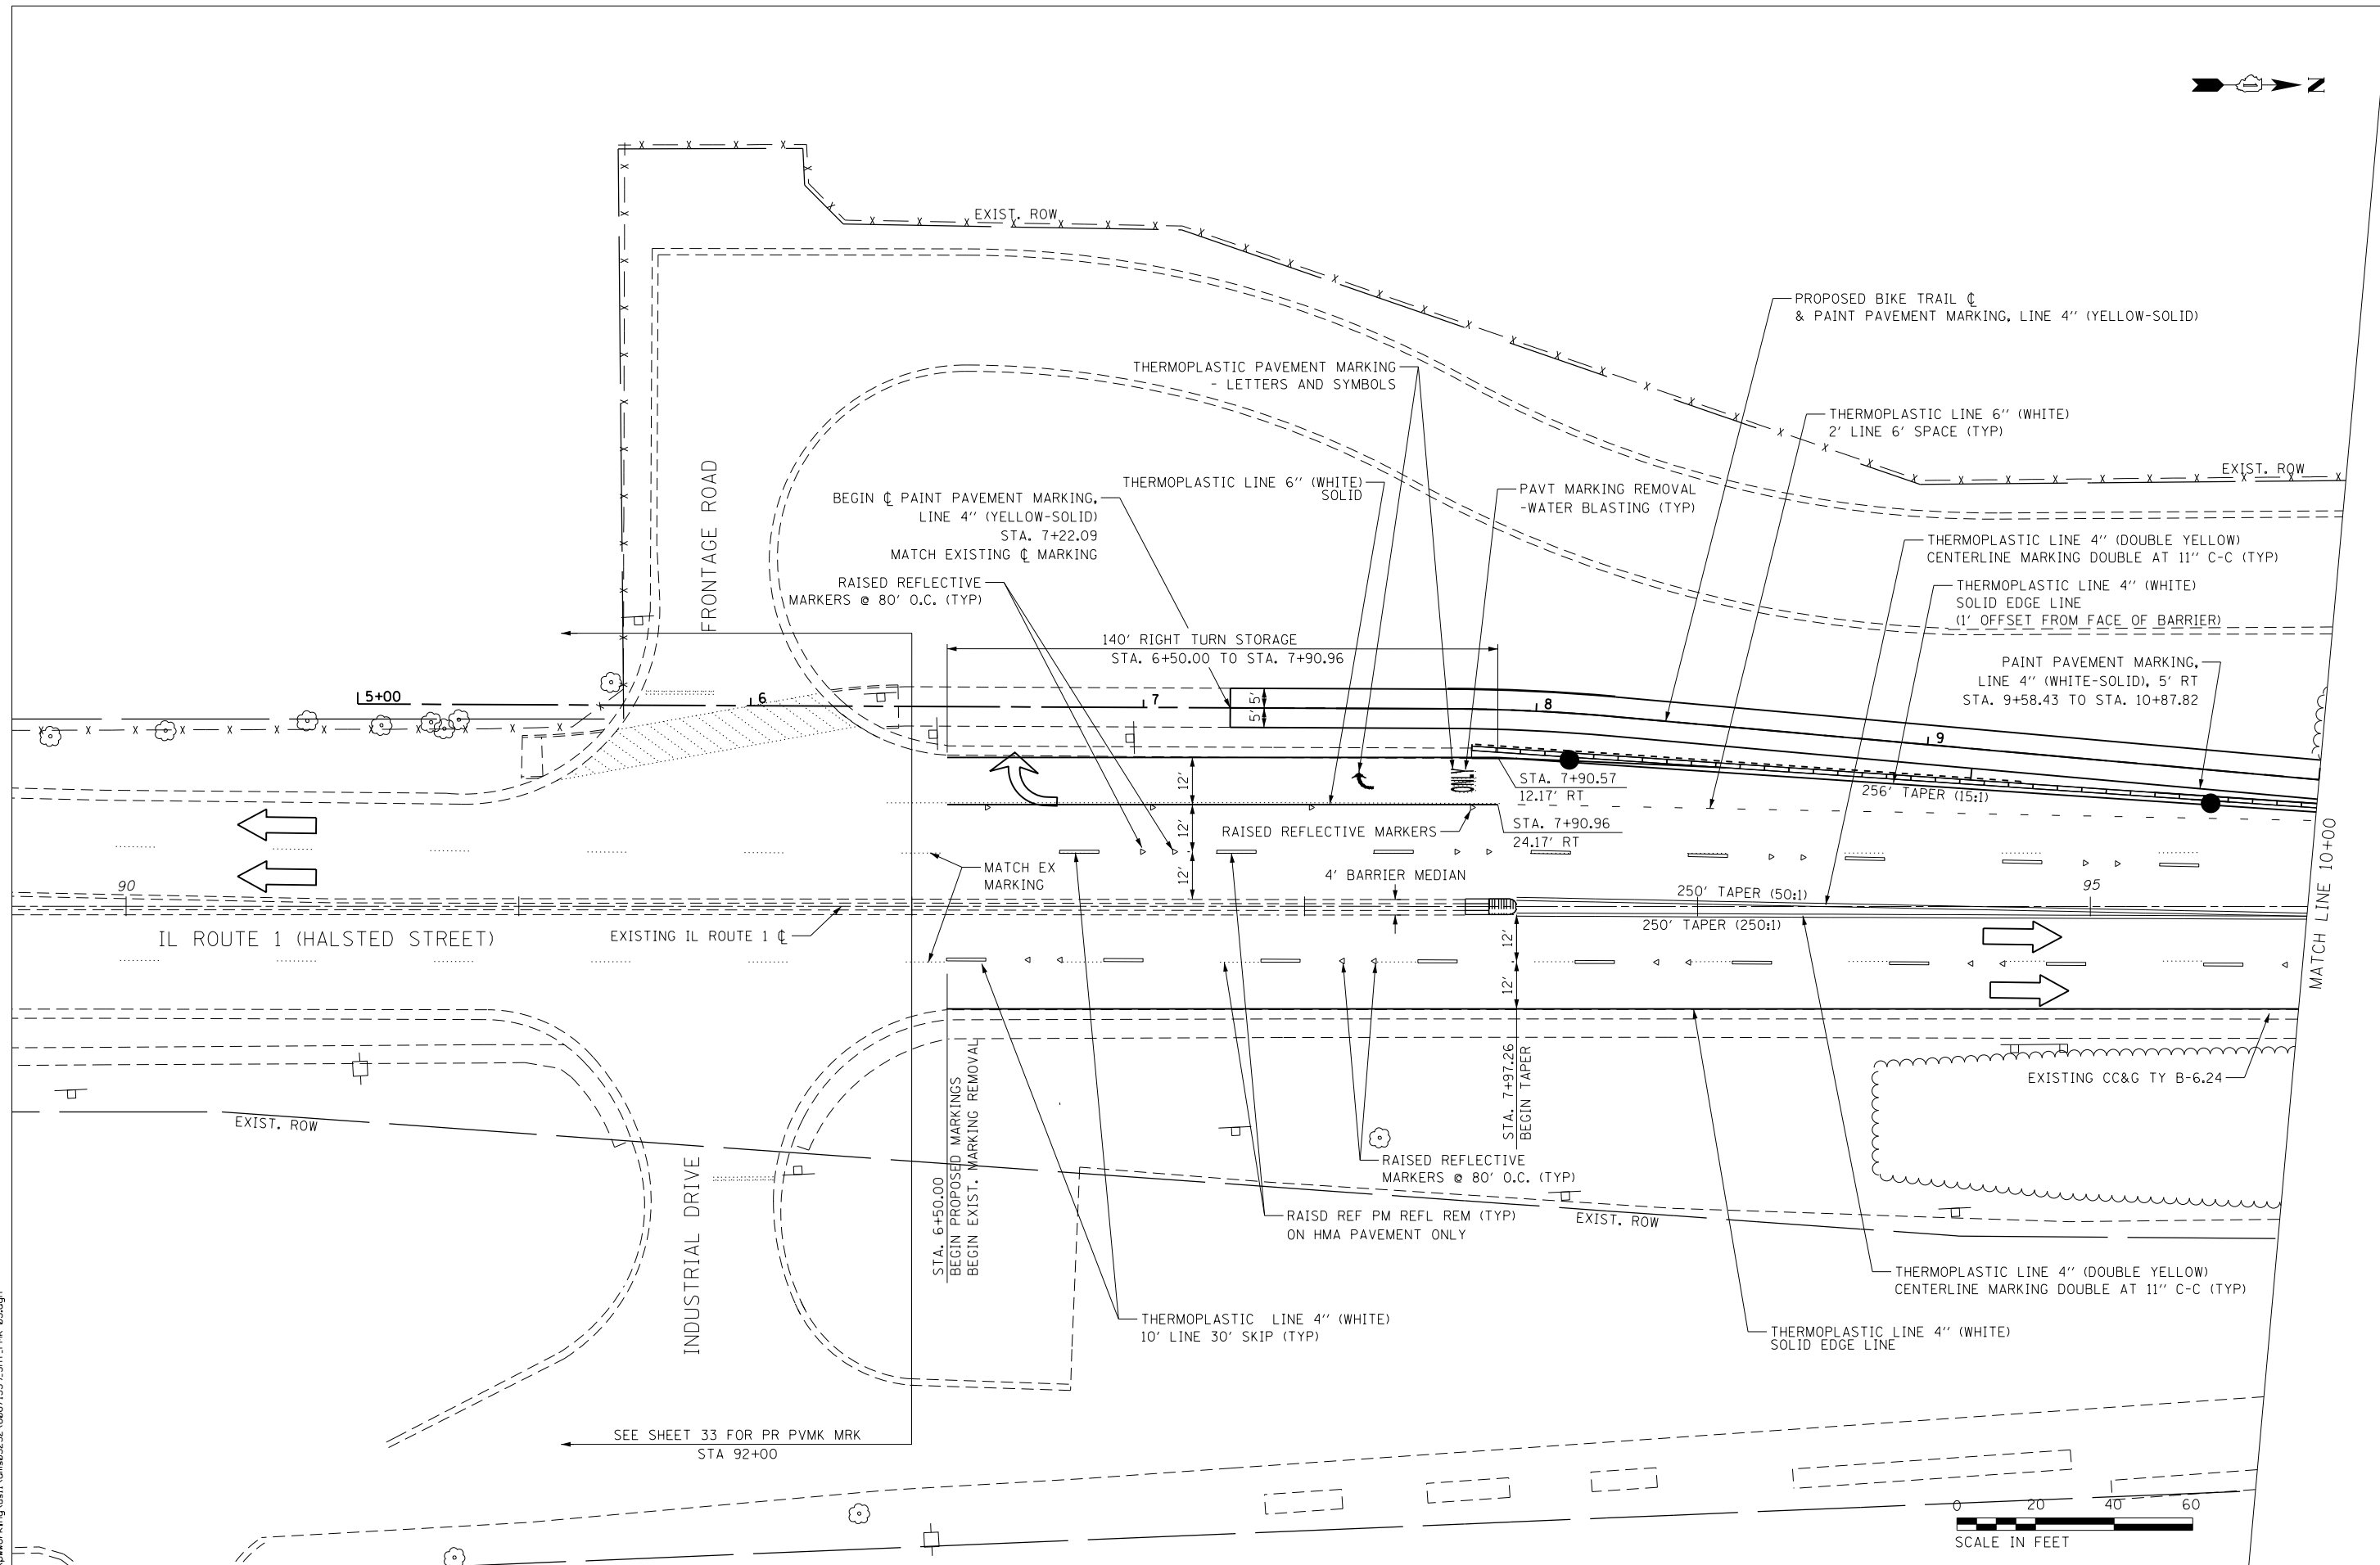 N
EXIST. ROW
PROPOSED BIKE TRAIL ℄
& PAINT PAVEMENT MARKING, LINE 4'' (YELLOW-SOLID)
THERMOPLASTIC PAVEMENT MARKING
- LETTERS AND SYMBOLS
THERMOPLASTIC LINE 6'' (WHITE)
2' LINE 6' SPACE (TYP)
EXIST. ROW
THERMOPLASTIC LINE 6'' (WHITE)
SOLID
PAVT MARKING REMOVAL
-WATER BLASTING (TYP)
BEGIN ℄ PAINT PAVEMENT MARKING,
LINE 4'' (YELLOW-SOLID)
STA. 7+22.09
MATCH EXISTING ℄ MARKING
FRONTAGE ROAD
THERMOPLASTIC LINE 4'' (DOUBLE YELLOW)
CENTERLINE MARKING DOUBLE AT 11'' C-C (TYP)
RAISED REFLECTIVE
MARKERS @ 80' O.C. (TYP)
THERMOPLASTIC LINE 4'' (WHITE)
SOLID EDGE LINE
(1' OFFSET FROM FACE OF BARRIER)
140' RIGHT TURN STORAGE
STA. 6+50.00 TO STA. 7+90.96
PAINT PAVEMENT MARKING,
LINE 4'' (WHITE-SOLID), 5' RT
STA. 9+58.43 TO STA. 10+87.82
5+00
6
7
8
9
5'
5'
12'
12'
12'
STA. 7+90.57
12.17' RT
256' TAPER (15:1)
RAISED REFLECTIVE MARKERS
STA. 7+90.96
24.17' RT
MATCH EX
MARKING
4' BARRIER MEDIAN
90
95
250' TAPER (50:1)
250' TAPER (250:1)
IL ROUTE 1 (HALSTED STREET)
EXISTING IL ROUTE 1 ℄
12'
12'
MATCH LINE 10+00
EXISTING CC&G TY B-6.24
STA. 7+97.26
BEGIN TAPER
EXIST. ROW
STA. 6+50.00
BEGIN PROPOSED MARKINGS
BEGIN EXIST. MARKING REMOVAL
INDUSTRIAL DRIVE
RAISED REFLECTIVE
MARKERS @ 80' O.C. (TYP)
RAISD REF PM REFL REM (TYP)
ON HMA PAVEMENT ONLY
EXIST. ROW
THERMOPLASTIC LINE 4'' (DOUBLE YELLOW)
CENTERLINE MARKING DOUBLE AT 11'' C-C (TYP)
THERMOPLASTIC LINE 4'' (WHITE)
10' LINE 30' SKIP (TYP)
THERMOPLASTIC LINE 4'' (WHITE)
SOLID EDGE LINE
SEE SHEET 33 FOR PR PVMK MRK
STA 92+00
0 20 40 60
SCALE IN FEET